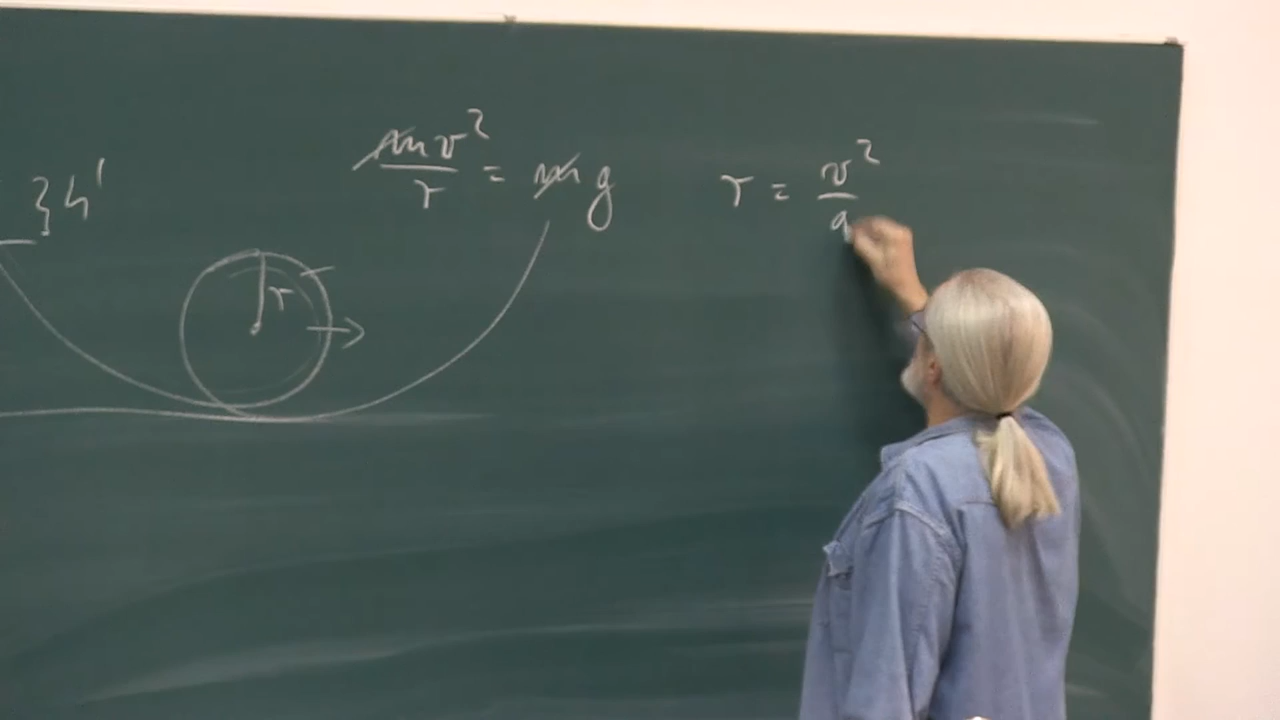 }h'
mv²/r = mg
r = v²/g
r